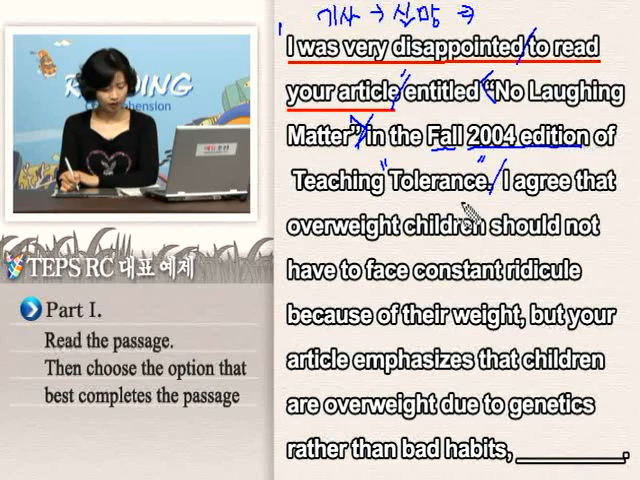 기사 → 실망 ⇒
I was very disappointed to read
your article entitled “No Laughing
Matter” in the Fall 2004 edition of
Teaching Tolerance. I agree that
overweight children should not
have to face constant ridicule
because of their weight, but your
article emphasizes that children
are overweight due to genetics
rather than bad habits, __________.
READING
Comprehension
TEPS RC 대표 예제
Part I.
Read the passage.
Then choose the option that
best completes the passage